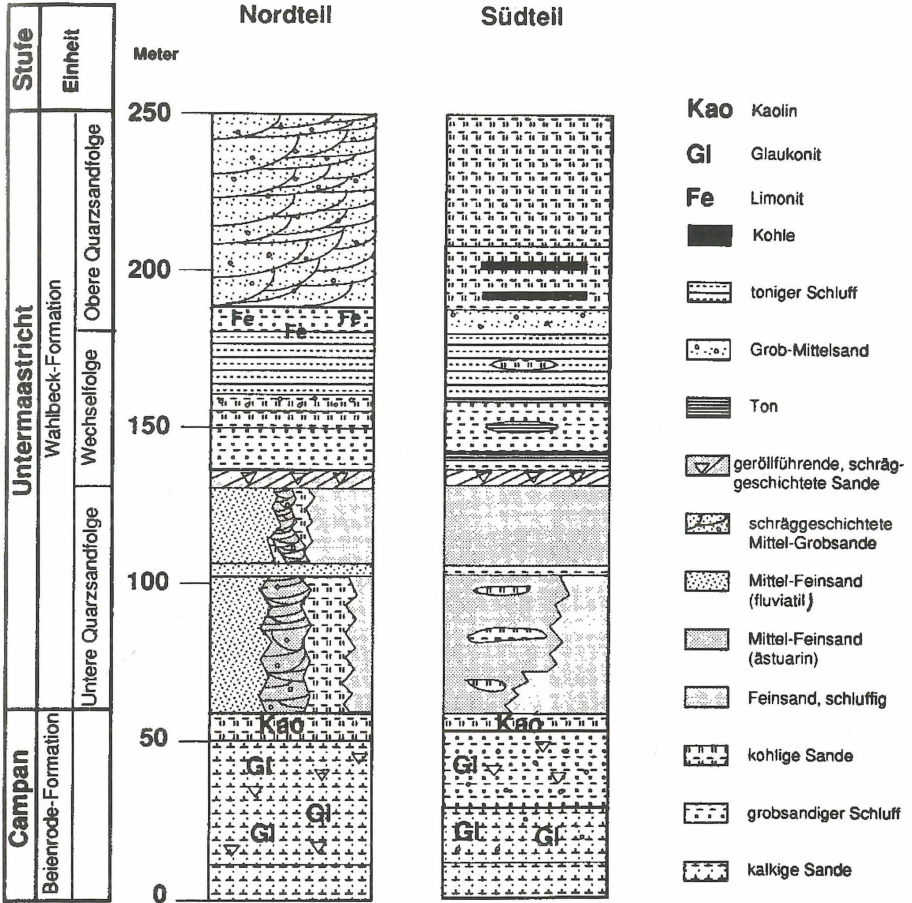 Nordteil
Südteil
Stufe
Einheit
Meter
250
200
150
100
50
0
Untermaastricht
Campan
Wahlbeck-Formation
Beienrode-Formation
Obere Quarzsandfolge
Wechselfolge
Untere Quarzsandfolge
Fe
Fe
Fe
Kao
Kao
Gl
Gl
Gl
Gl
Gl
Gl
Kao Kaolin
Gl Glaukonit
Fe Limonit
Kohle
toniger Schluff
Grob-Mittelsand
Ton
geröllführende, schräg-
geschichtete Sande
schräggeschichtete
Mittel-Grobsande
Mittel-Feinsand
(fluviatil)
Mittel-Feinsand
(ästuarin)
Feinsand, schluffig
kohlige Sande
grobsandiger Schluff
kalkige Sande